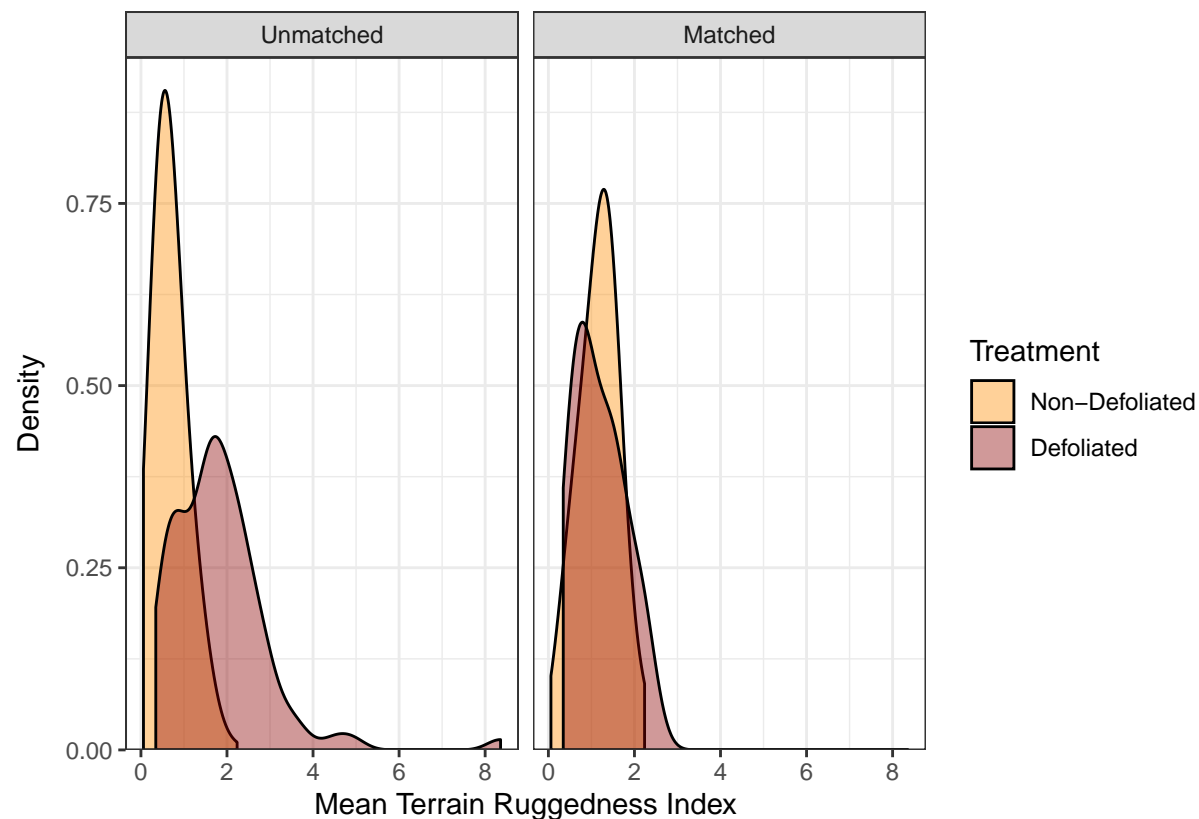 Unmatched Matched
0.75
0.50
0.25
0.00
Density
0 2 4 6 8 0 2 4 6 8
Mean Terrain Ruggedness Index
Treatment
Non−Defoliated
Defoliated